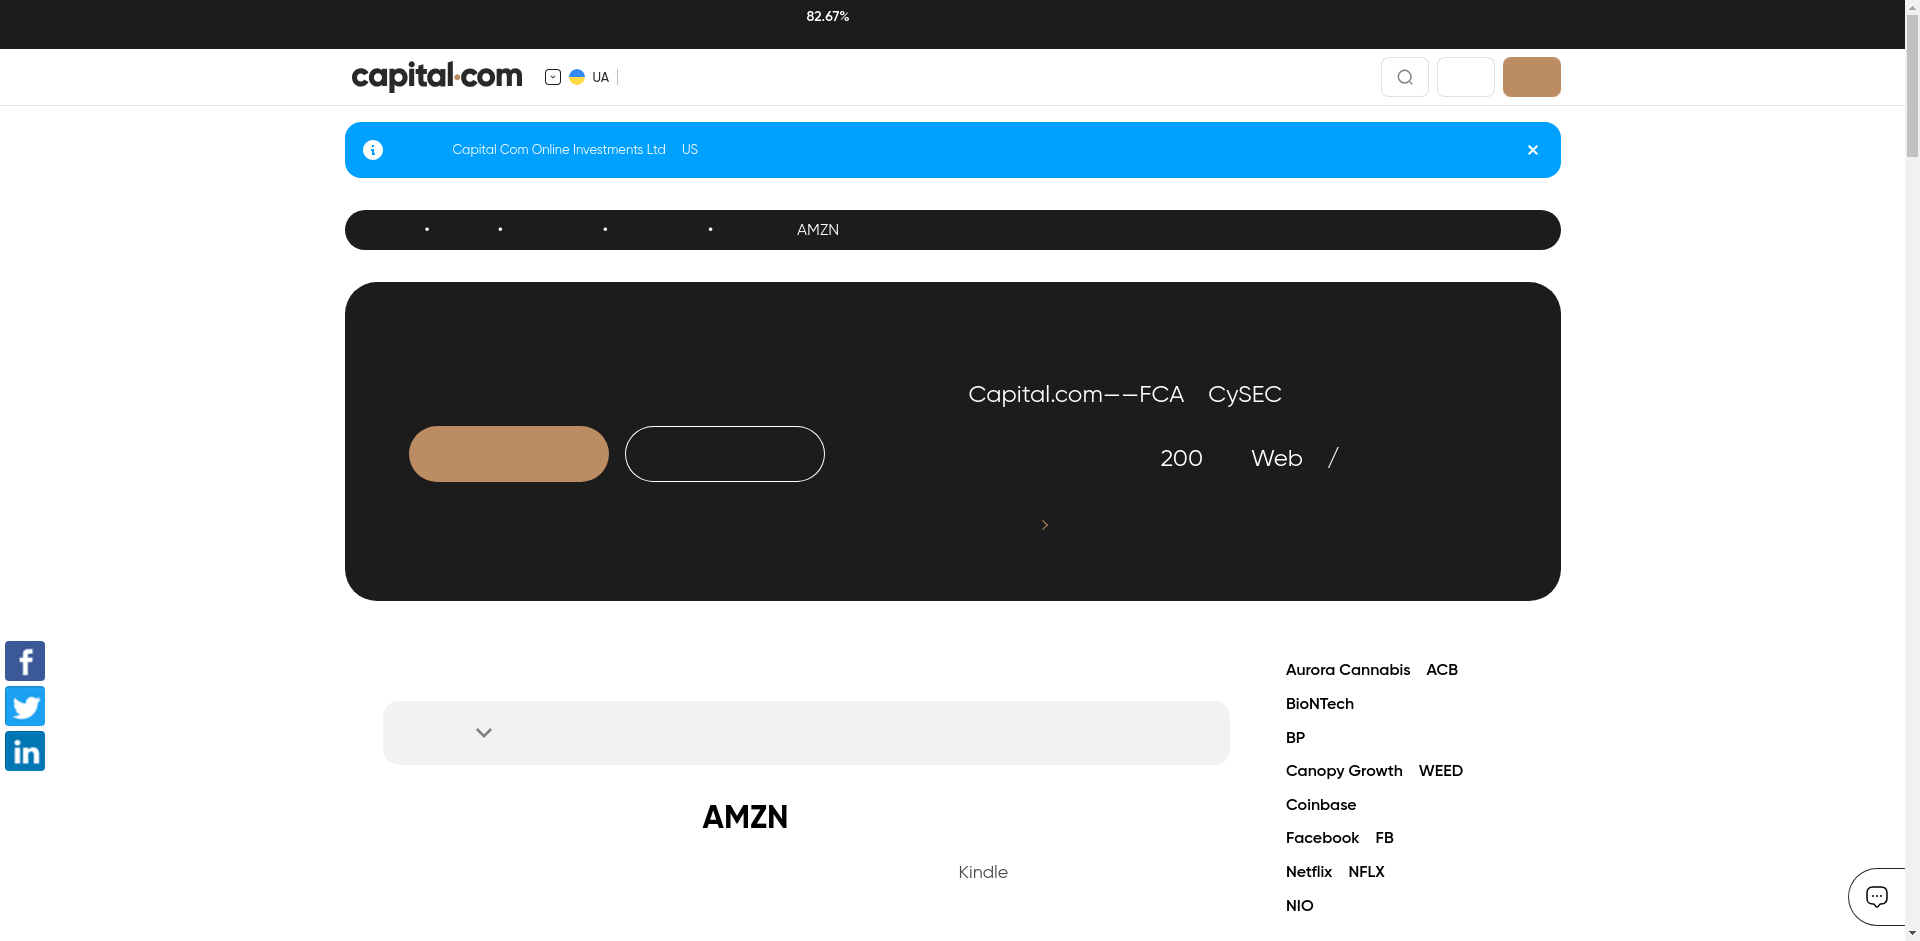 82.67%
capital.com
UA
Capital Com Online Investments Ltd US
• • • • AMZN
Capital.com——FCA CySEC
200 Web /
Aurora Cannabis ACB
BioNTech
BP
Canopy Growth WEED
Coinbase
Facebook FB
Netflix NFLX
NIO
AMZN
Kindle